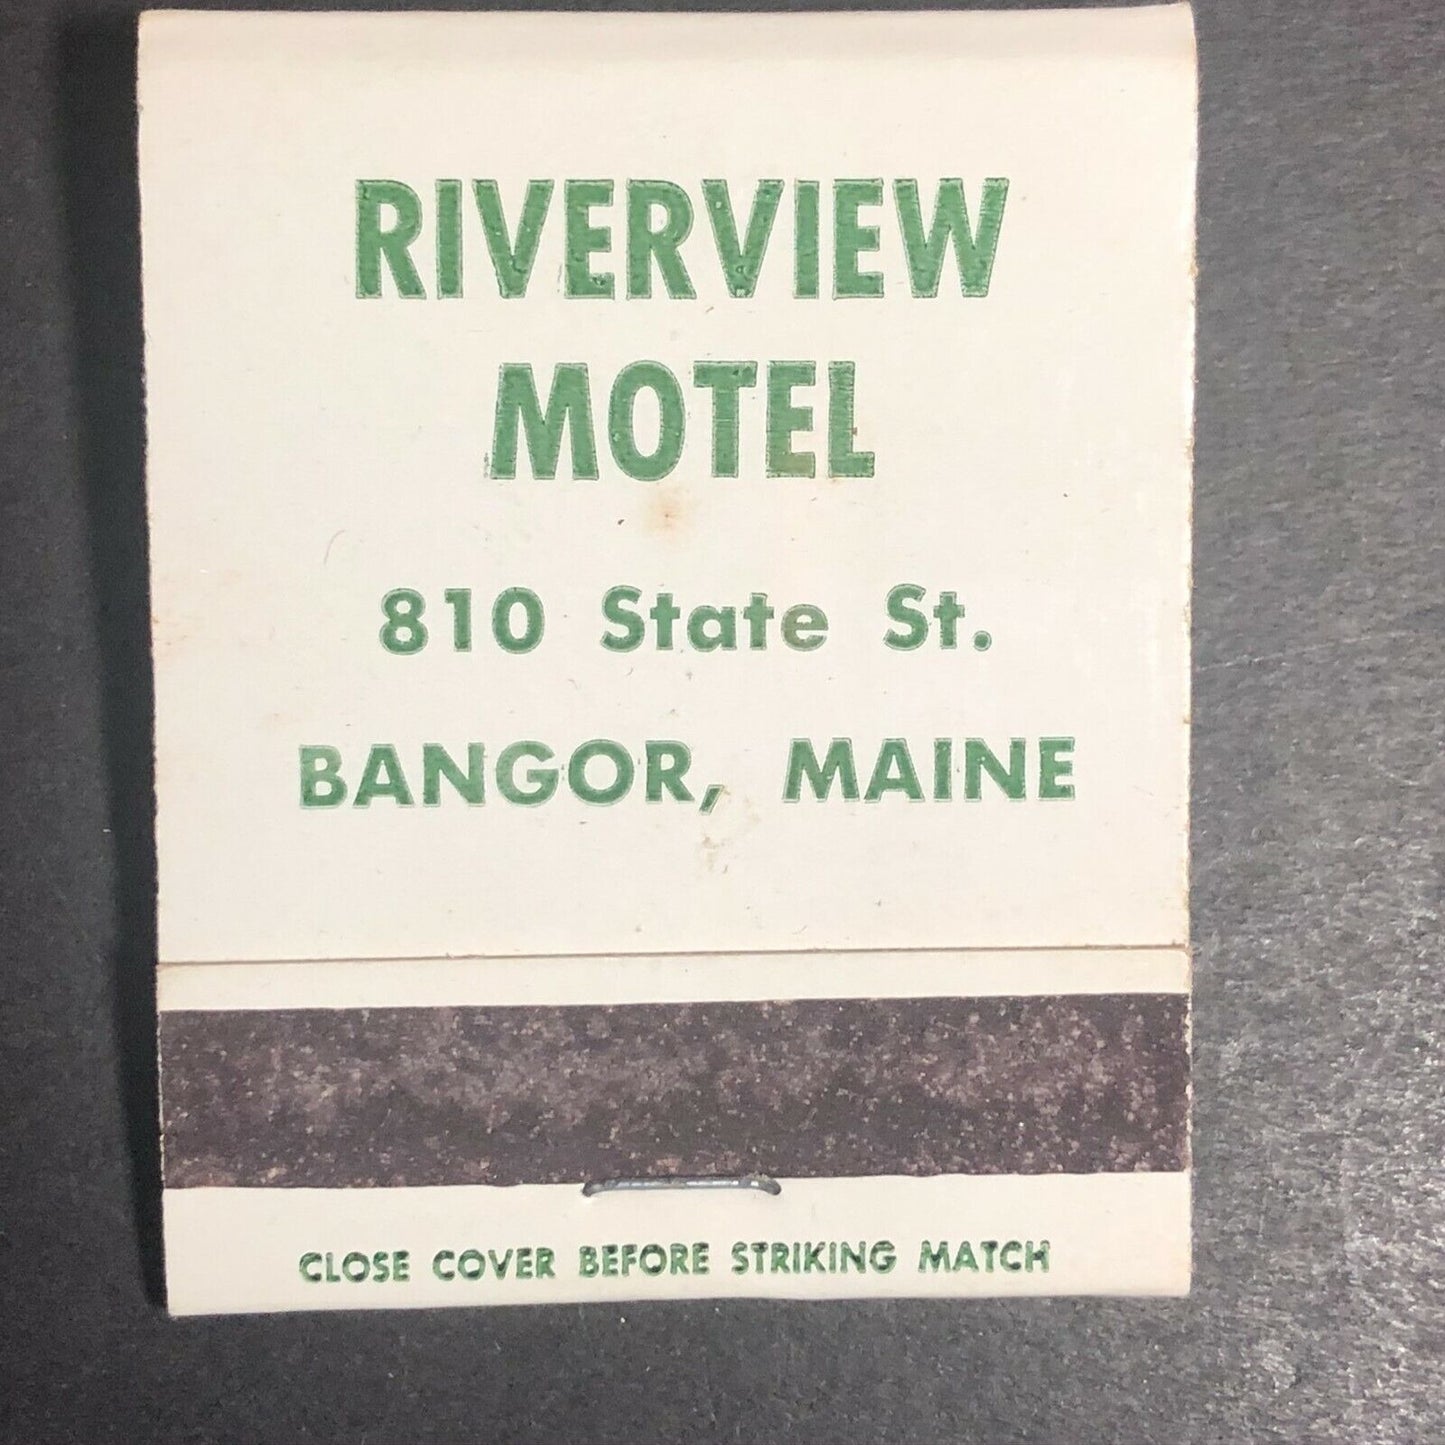 RIVERVIEW
MOTEL
810 State St.
BANGOR, MAINE
CLOSE COVER BEFORE STRIKING MATCH